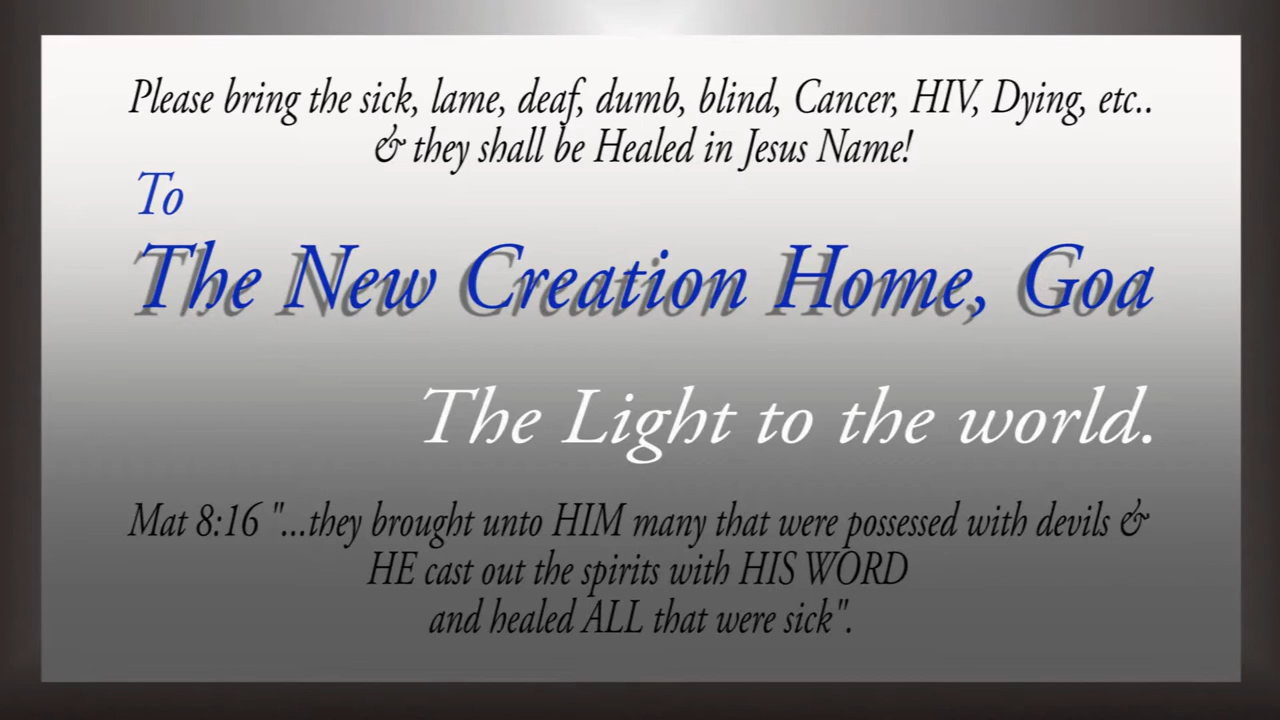 Please bring the sick, lame, deaf, dumb, blind, Cancer, HIV, Dying, etc..
& they shall be Healed in Jesus Name!
To
The New Creation Home, Goa
The Light to the world.
Mat 8:16 "...they brought unto HIM many that were possessed with devils &
HE cast out the spirits with HIS WORD
and healed ALL that were sick".